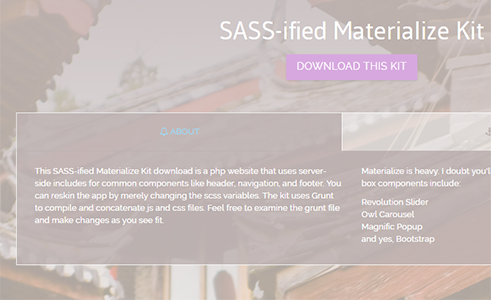 SASS-ified Materialize Kit
DOWNLOAD THIS KIT
ABOUT
This SASS-ified Materialize Kit download is a php website that uses server-
side includes for common components like header, navigation, and footer. You
can reskin the app by merely changing the scss variables. The kit uses Grunt
to compile and concatenate js and css files. Feel free to examine the grunt file
and make changes as you see fit.
Materialize is heavy. I doubt you'll
box components include:
Revolution Slider
Owl Carousel
Magnific Popup
and yes, Bootstrap